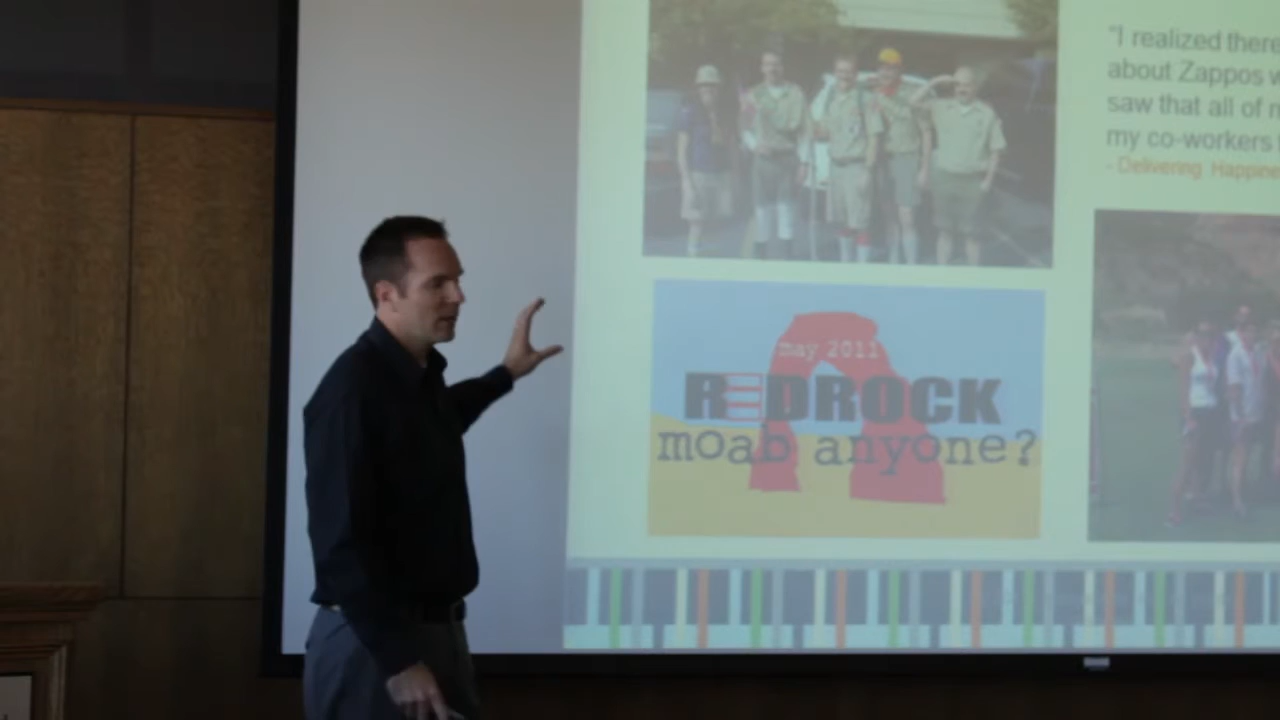 "I realized there
about Zappos w
saw that all of m
my co-workers
- Delivering Happine
may 2011
REDROCK
moab anyone?